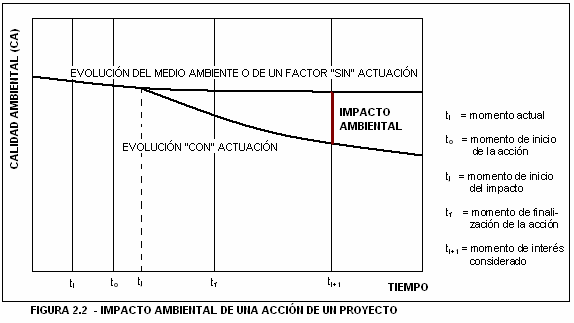 CALIDAD AMBIENTAL (CA)
EVOLUCIÓN DEL MEDIO AMBIENTE O DE UN FACTOR "SIN" ACTUACIÓN
IMPACTO
AMBIENTAL
EVOLUCIÓN "CON" ACTUACIÓN
tI to tI tf tI+1 TIEMPO
tI = momento actual
to = momento de inicio
de la acción
tI = momento de inicio
del impacto
tf = momento de finali-
zación de la acción
tI+1 = momento de interés
considerado
FIGURA 2.2 - IMPACTO AMBIENTAL DE UNA ACCIÓN DE UN PROYECTO